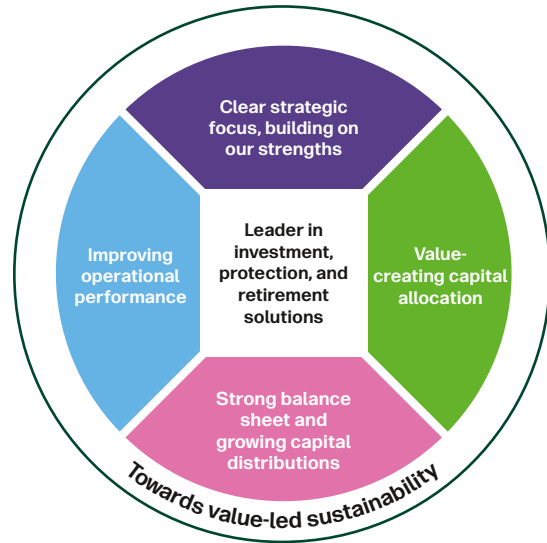 Clear strategic
focus, building on
our strengths
Improving
operational
performance
Leader in
investment,
protection, and
retirement
solutions
Value-
creating capital
allocation
Strong balance
sheet and
growing capital
distributions
Towards value-led sustainability